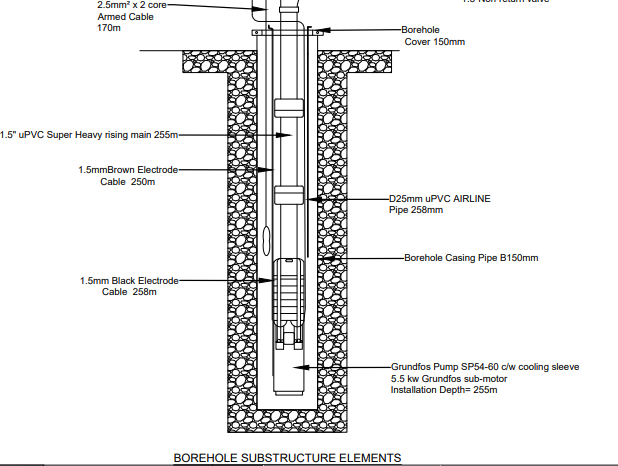 2.5mm² x 2 core
Armed Cable
170m
1.5 Non return valve
Borehole
Cover 150mm
1.5" uPVC Super Heavy rising main 255m
1.5mmBrown Electrode
Cable 250m
D25mm uPVC AIRLINE
Pipe 258mm
Borehole Casing Pipe B150mm
1.5mm Black Electrode
Cable 258m
Grundfos Pump SP54-60 c/w cooling sleeve
5.5 kw Grundfos sub-motor
Installation Depth= 255m
BOREHOLE SUBSTRUCTURE ELEMENTS